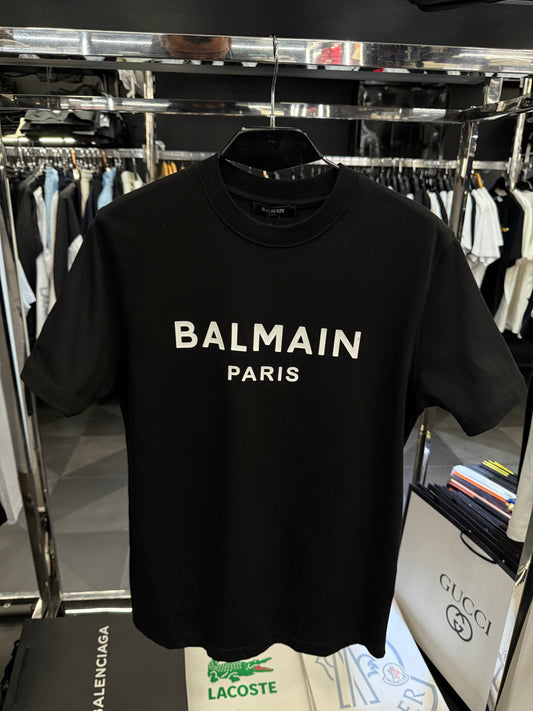 BALMAIN
BALMAIN
PARIS
GUCCI
BALENCIAGA
LACOSTE